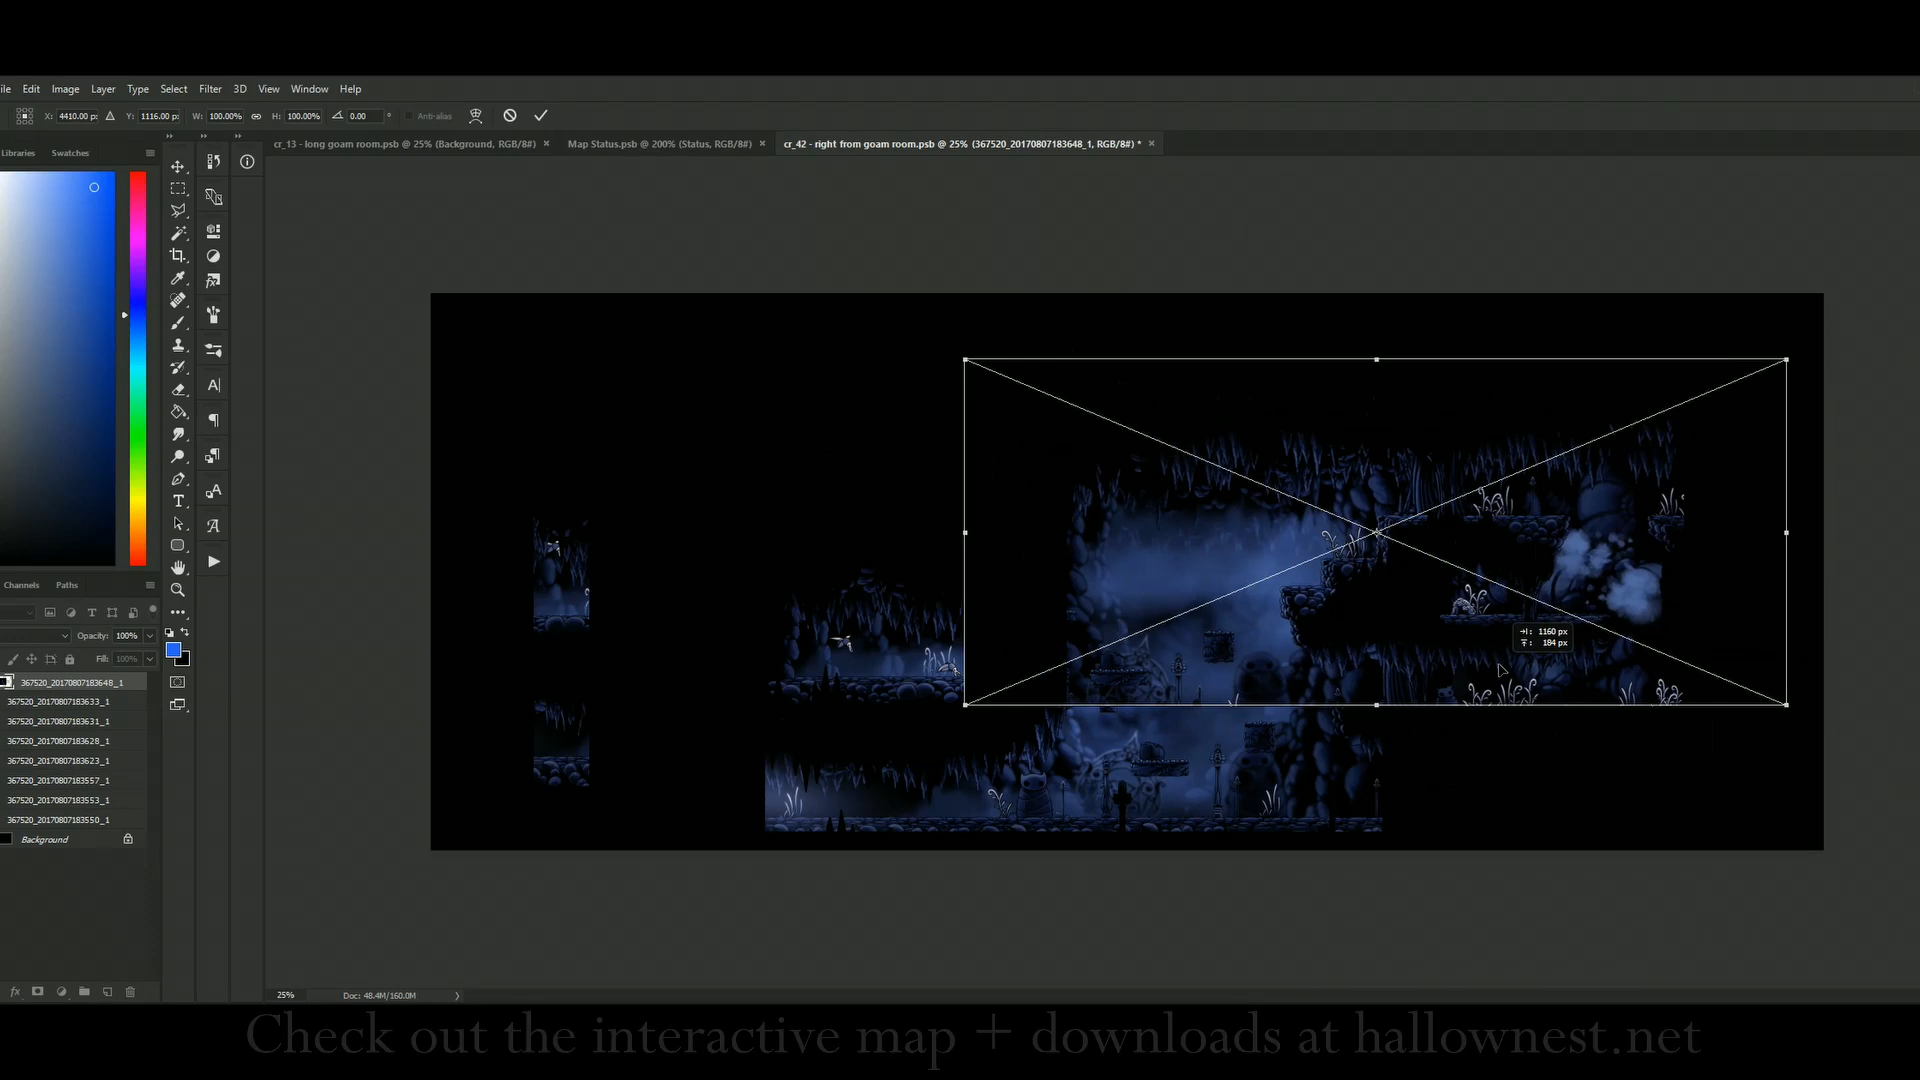 ile Edit Image Layer Type Select Filter 3D View Window Help
X: 4410.00 p: Y: 1116.00 p: W: 100.00% H: 100.00% 0.00 ° Anti-alias
cr_13 - long goam room.psb @ 25% (Background, RGB/8#) × Map Status.psb @ 200% (Status, RGB/8#) × cr_42 - right from goam room.psb @ 25% (367520_20170807183648_1, RGB/8#) * ×
Libraries Swatches
1160 px
184 px
Channels Paths
Opacity: 100%
Fill: 100%
367520_20170807183648_1
367520_20170807183633_1
367520_20170807183631_1
367520_20170807183628_1
367520_20170807183623_1
367520_20170807183557_1
367520_20170807183553_1
367520_20170807183550_1
Background
25% Doc: 48.4M/160.0M
Check out the interactive map + downloads at hallownest.net